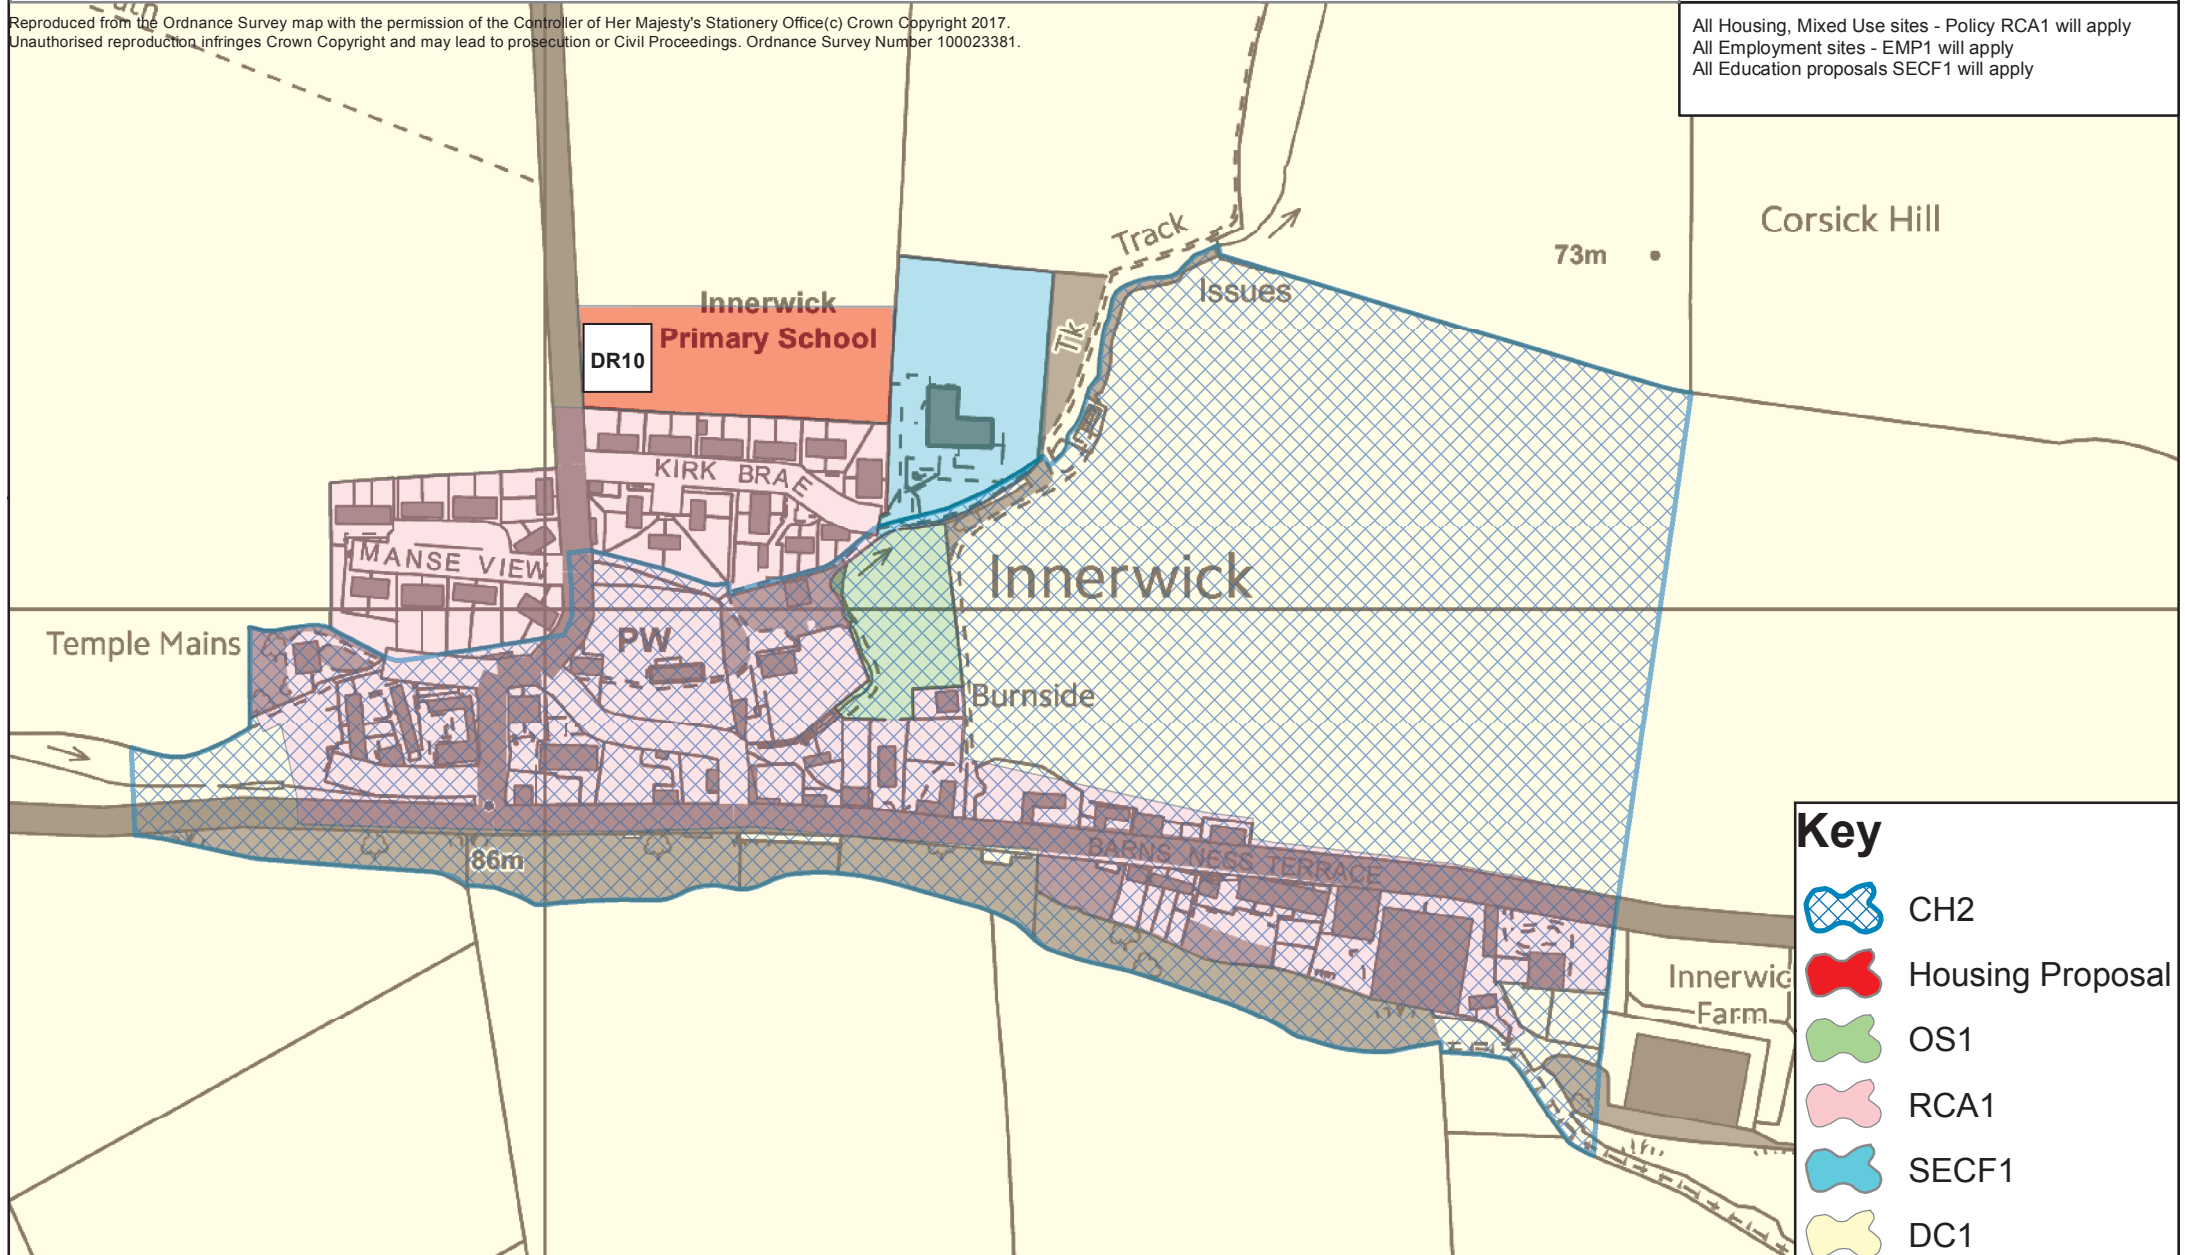 Reproduced from the Ordnance Survey map with the permission of the Controller of Her Majesty's Stationery Office(c) Crown Copyright 2017.
Unauthorised reproduction infringes Crown Copyright and may lead to prosecution or Civil Proceedings. Ordnance Survey Number 100023381.
All Housing, Mixed Use sites - Policy RCA1 will apply
All Employment sites - EMP1 will apply
All Education proposals SECF1 will apply
Corsick Hill
73m
Track
Issues
Innerwick
Primary School
DR10
Tk
KIRK BRAE
MANSE VIEW
Innerwick
Temple Mains
PW
Burnside
86m
BARNS NESS TERRACE
Innerwic
Farm
Key
CH2
Housing Proposal
OS1
RCA1
SECF1
DC1